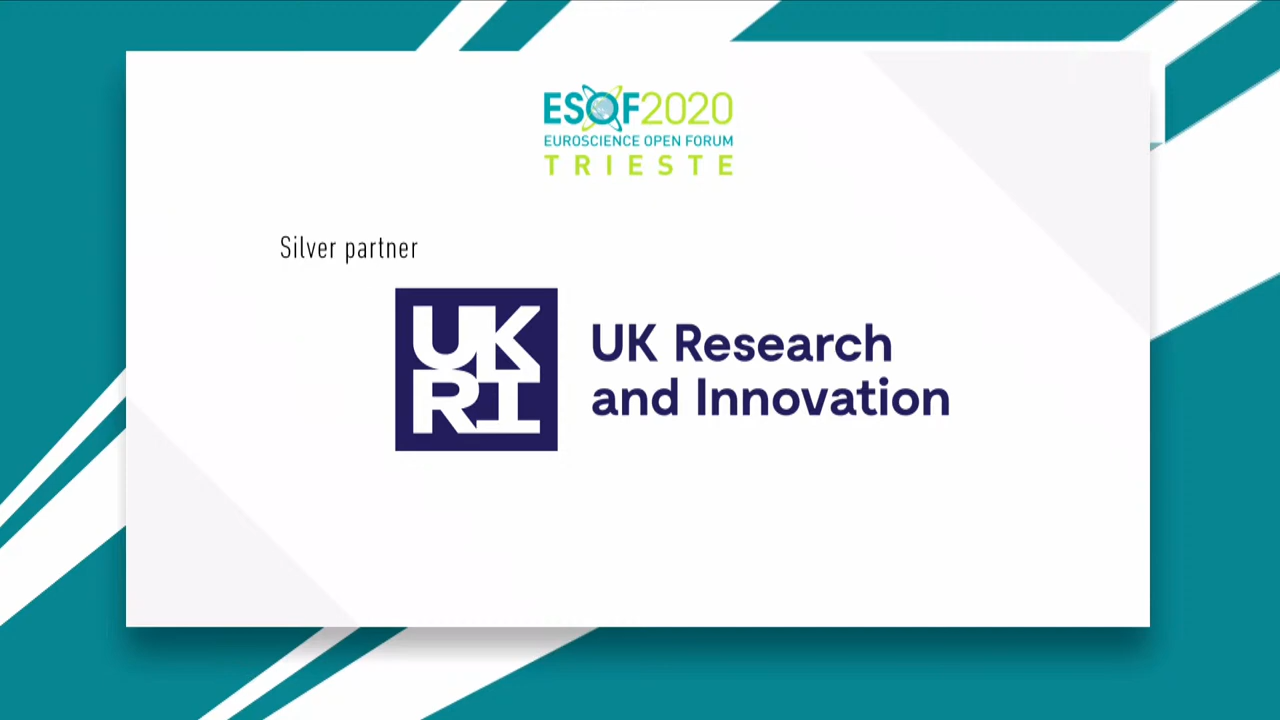 ESOF2020
EUROSCIENCE OPEN FORUM
TRIESTE
Silver partner
UK
RI
UK Research
and Innovation